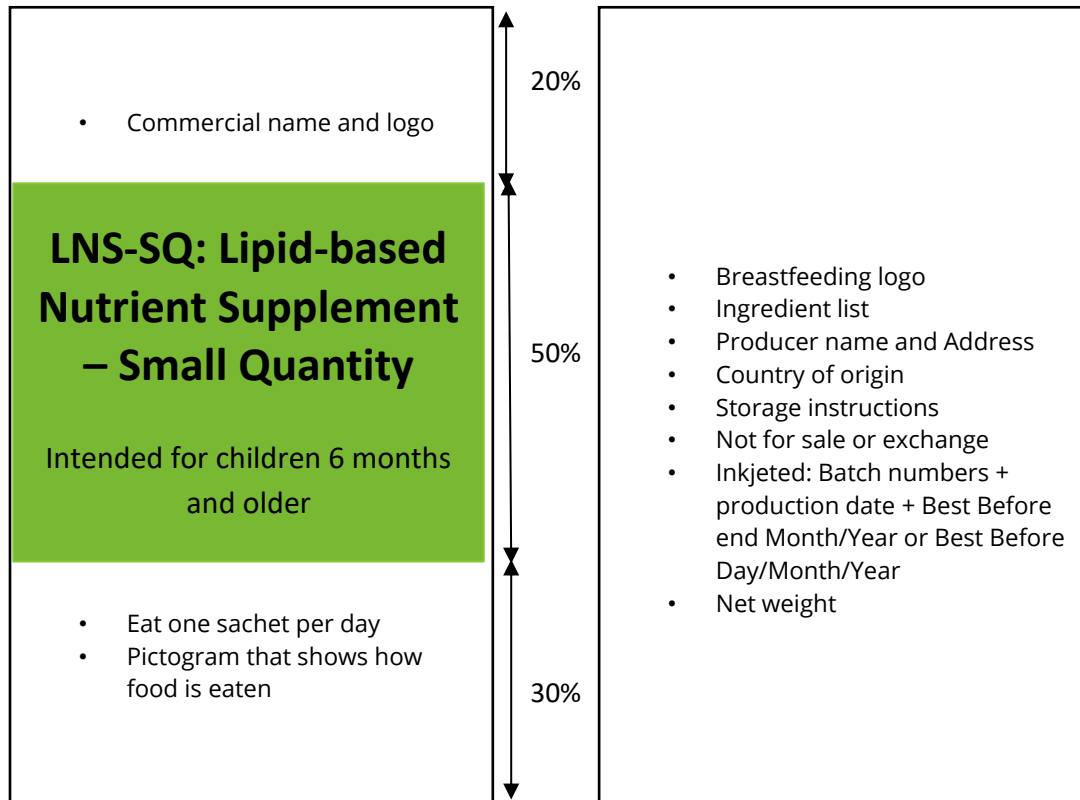 • Commercial name and logo
LNS-SQ: Lipid-based
Nutrient Supplement
– Small Quantity
Intended for children 6 months
and older
• Eat one sachet per day
• Pictogram that shows how
food is eaten
20%
50%
30%
• Breastfeeding logo
• Ingredient list
• Producer name and Address
• Country of origin
• Storage instructions
• Not for sale or exchange
• Inkjeted: Batch numbers +
production date + Best Before
end Month/Year or Best Before
Day/Month/Year
• Net weight